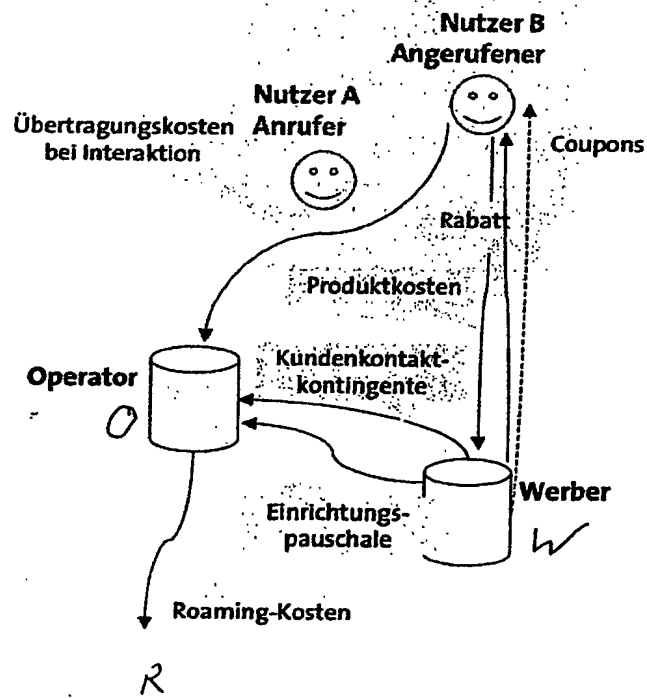 Nutzer B
Angerufener
Nutzer A
Anrufer
Übertragungskosten
bei Interaktion
Coupons
Rabatt
Produktkosten
Kundenkontakt-
kontingente
Operator
O
Werber
W
Einrichtungs-
pauschale
Roaming-Kosten
R